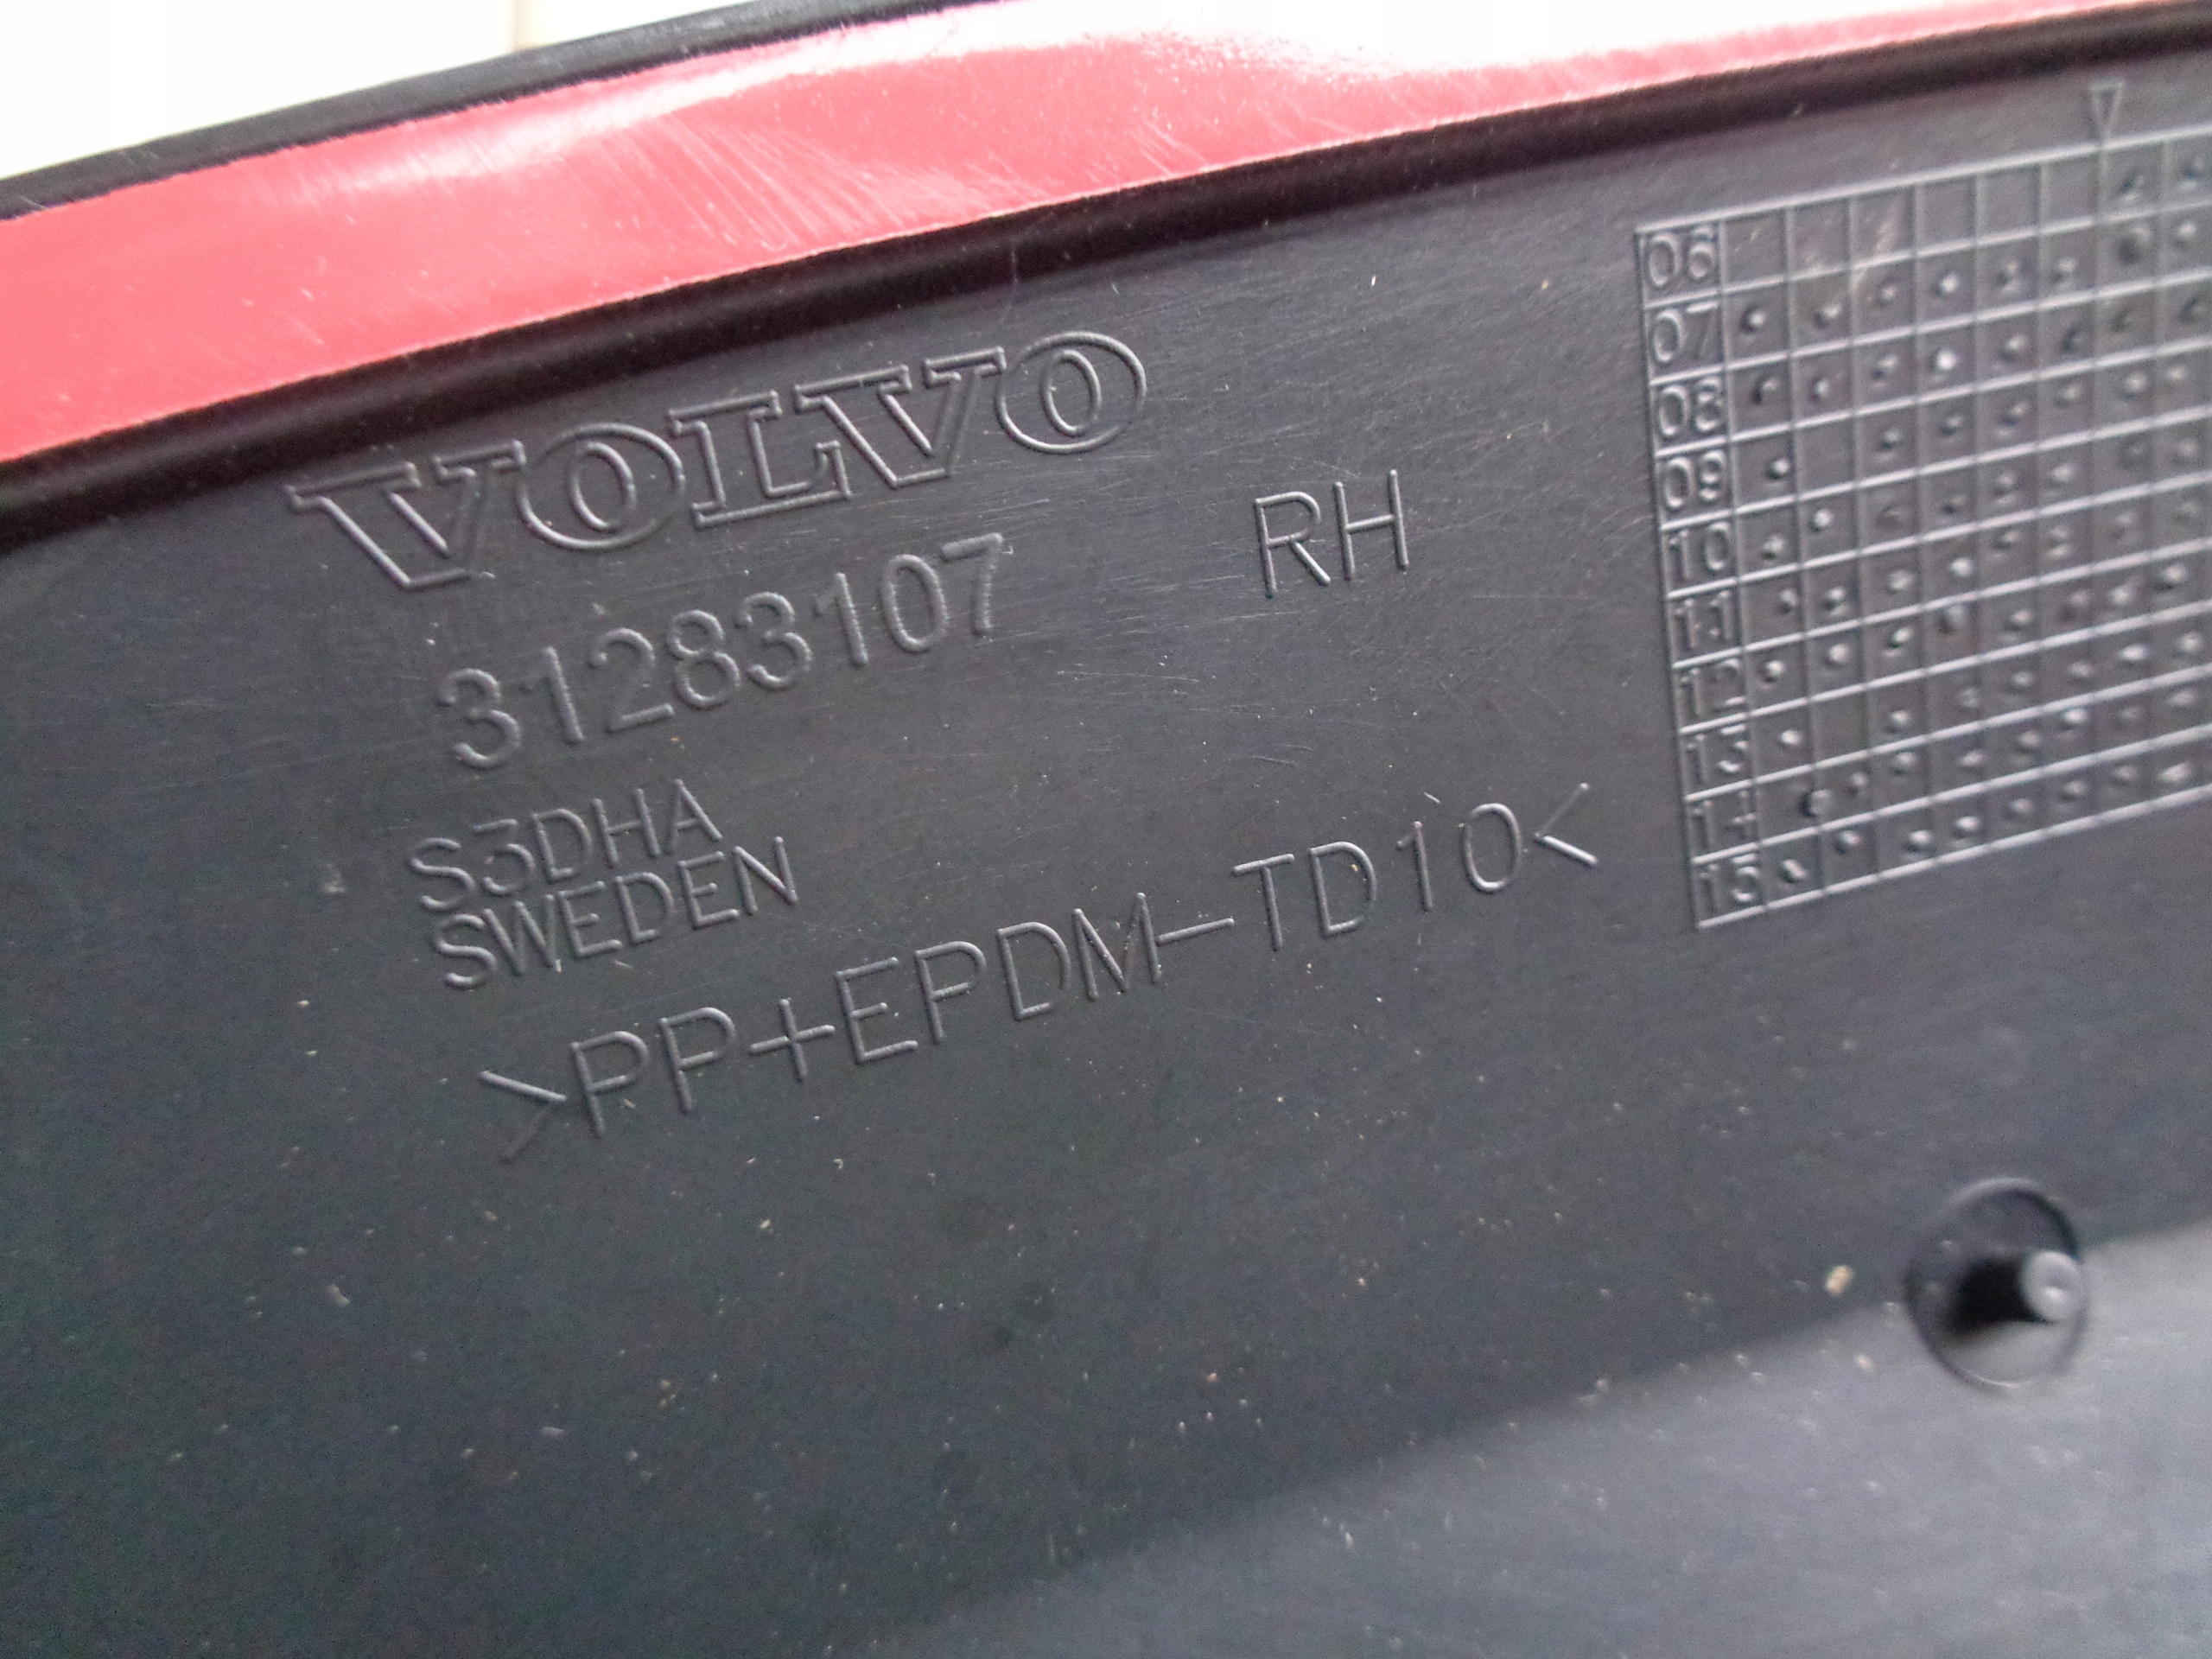 VOLVO
31283107 RH
S3DHA
SWEDEN
>PP+EPDM-TD10<
06
07
08
09
10
11
12
13
14
15